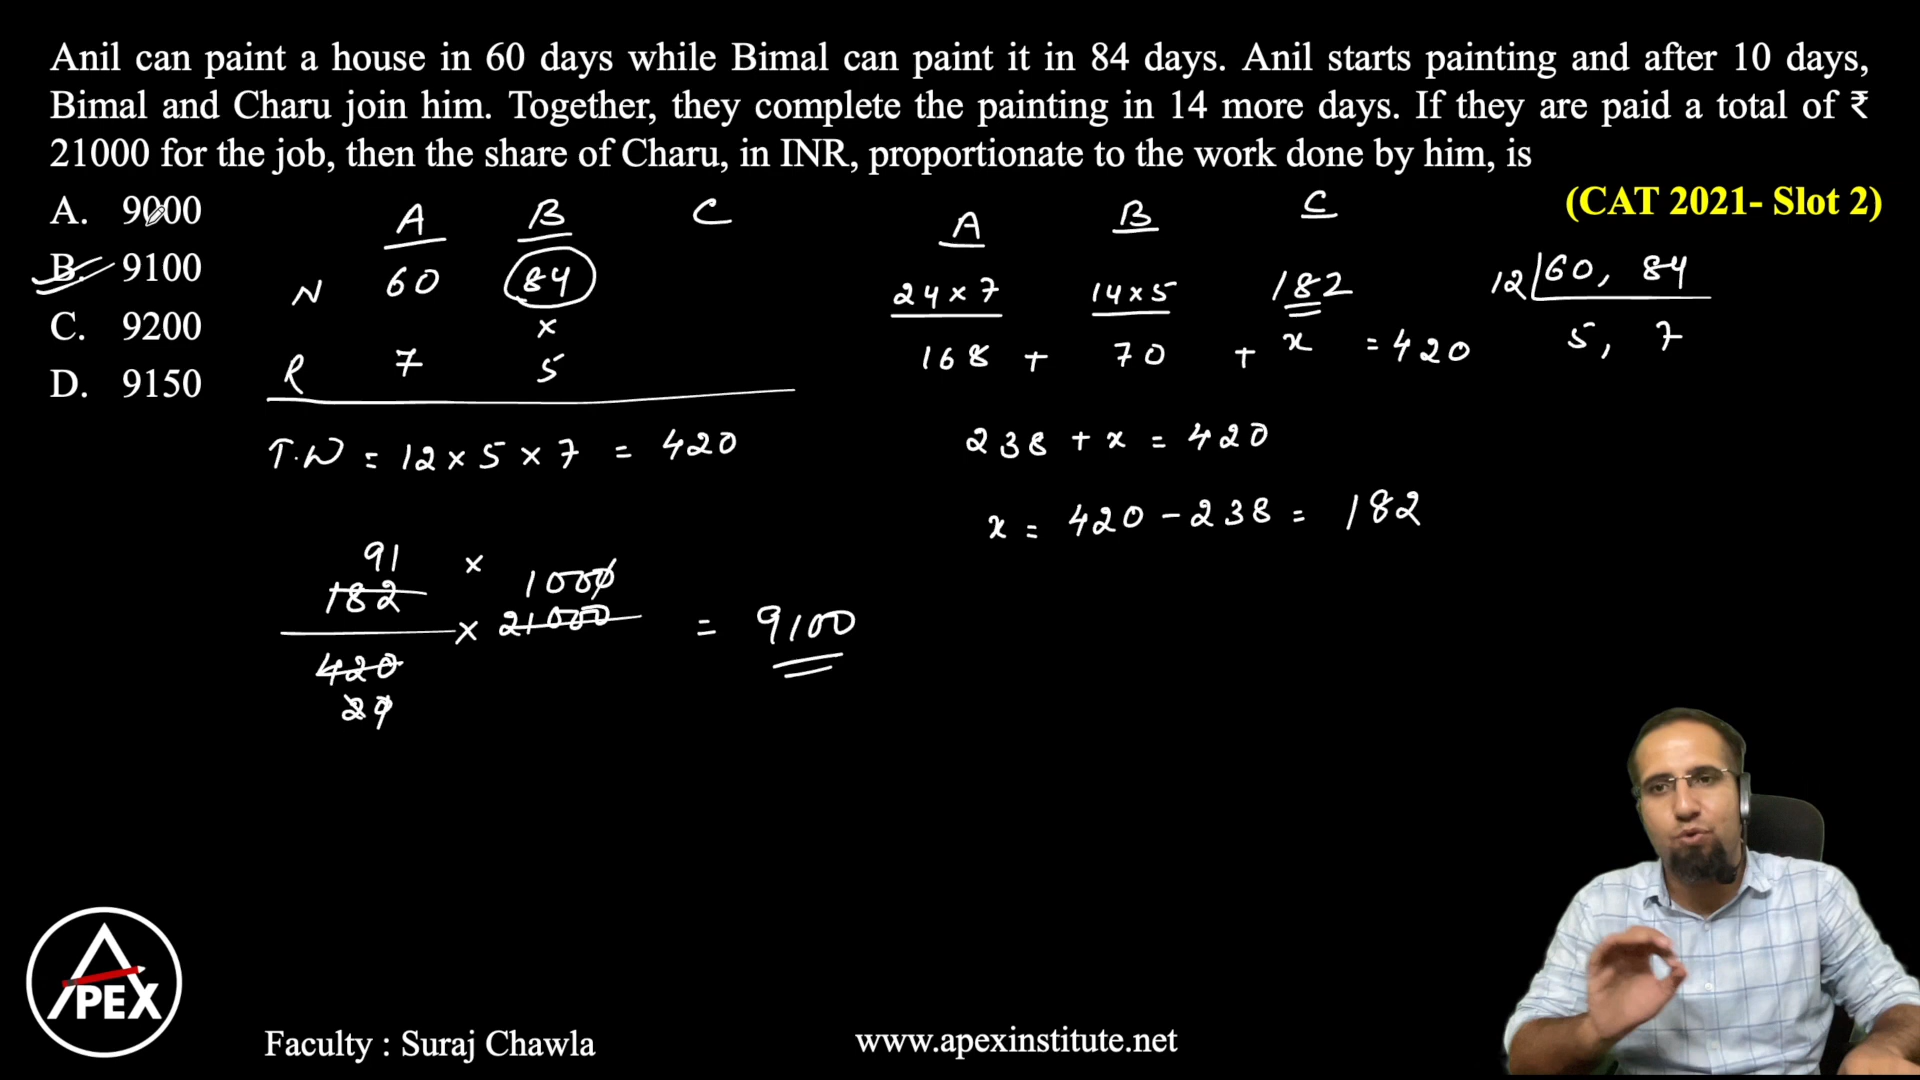 Anil can paint a house in 60 days while Bimal can paint it in 84 days. Anil starts painting and after 10 days,
Bimal and Charu join him. Together, they complete the painting in 14 more days. If they are paid a total of ₹
21000 for the job, then the share of Charu, in INR, proportionate to the work done by him, is
(CAT 2021- Slot 2)
A. 9000
B. 9100
C. 9200
D. 9150
A B C
N 60 84
x
R 7 5
T.W = 12 x 5 x 7 = 420
91 x 1000
182 x 21000 = 9100
420
20
A B C
24 x 7 14 x 5 182
168 + 70 + x = 420
238 + x = 420
x = 420 - 238 = 182
12 60, 84
5, 7
APEX
Faculty : Suraj Chawla
www.apexinstitute.net